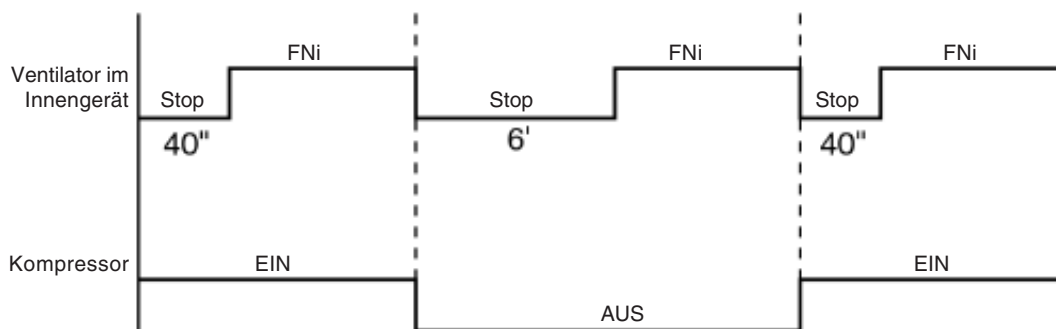 FNi
FNi
FNi
Ventilator im
Innengerät
Stop
Stop
Stop
40"
6'
40"
Kompressor
EIN
EIN
AUS